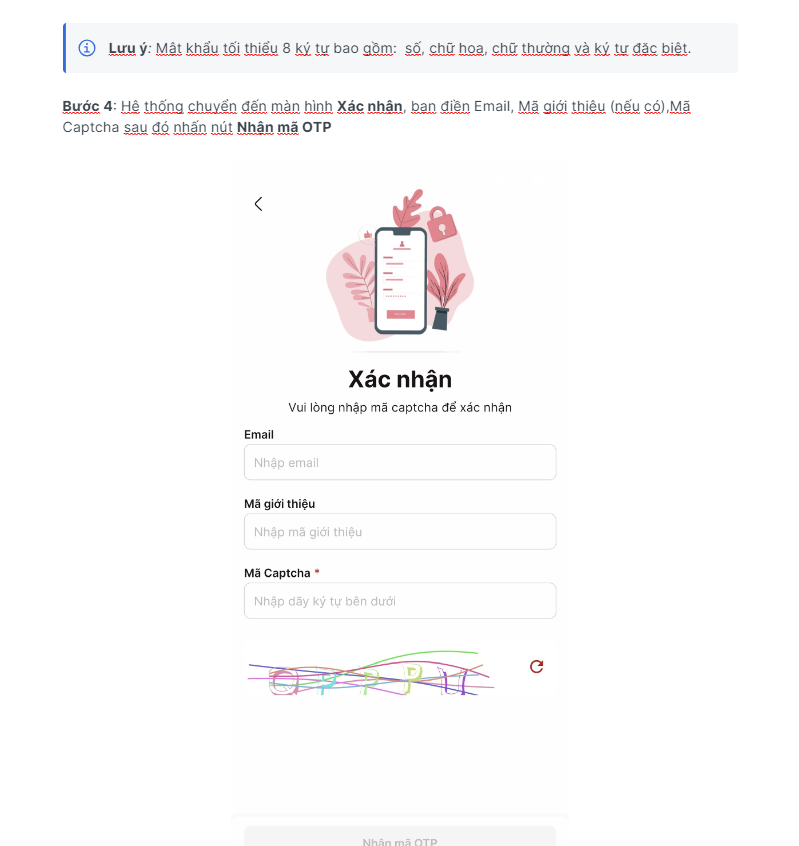 Lưu ý: Mật khẩu tối thiểu 8 ký tự bao gồm: số, chữ hoa, chữ thường và ký tự đặc biệt.
Bước 4: Hệ thống chuyển đến màn hình Xác nhận, bạn điền Email, Mã giới thiệu (nếu có),Mã
Captcha sau đó nhấn nút Nhận mã OTP
Xác nhận
Vui lòng nhập mã captcha để xác nhận
Email
Nhập email
Mã giới thiệu
Nhập mã giới thiệu
Mã Captcha *
Nhập dãy ký tự bên dưới
Nhận mã OTP